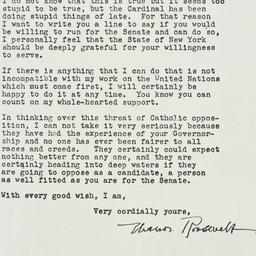 I do not know that this is true but it seems too
stupid to be true, but the Cardinal has been
doing stupid things of late. For that reason
I want to write you a line to say if you would
be willing to run for the Senate and can do so,
I personally feel that the State of New York
should be deeply grateful for your willingness
to serve.
If there is anything that I can do that is not
incompatible with my work on the United Nations
which must come first, I will certainly be
happy to do it at any time. You know you can
count on my whole-hearted support.
In thinking over this threat of Catholic oppos-
ition, I can not take it very seriously because
they have had the experience of your Governor-
ship and no one has ever been fairer to all
races and creeds. They certainly could expect
nothing better from any one, and they are
certainly heading into deep waters if they
are going to oppose as a candidate, a person
as well fitted as you are for the Senate.
With every good wish, I am,
Very cordially yours,
Eleanor Roosevelt